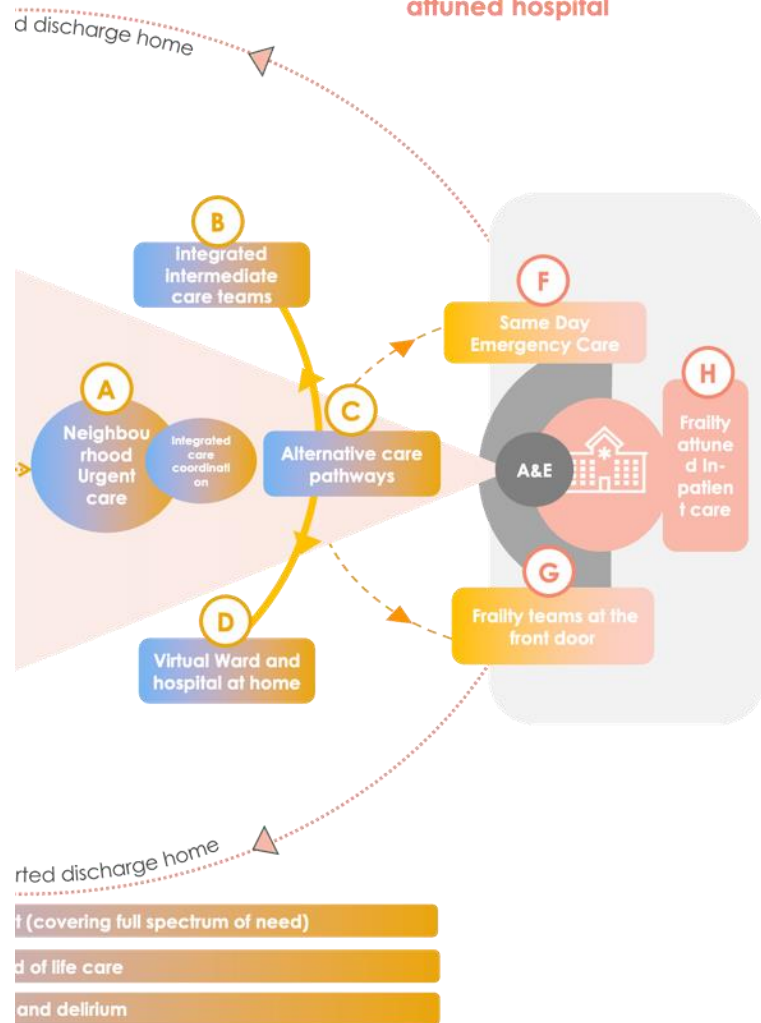 attuned hospital
d discharge home
B
integrated
intermediate
care teams
F
Same Day
Emergency Care
A
Neighbou
rhood
Urgent
care
Integrated
care
coordinati
on
C
Alternative care
pathways
A&E
H
Frailty
attune
d In-
patien
t care
D
Virtual Ward and
hospital at home
G
Frailty teams at the
front door
rted discharge home
t (covering full spectrum of need)
d of life care
and delirium